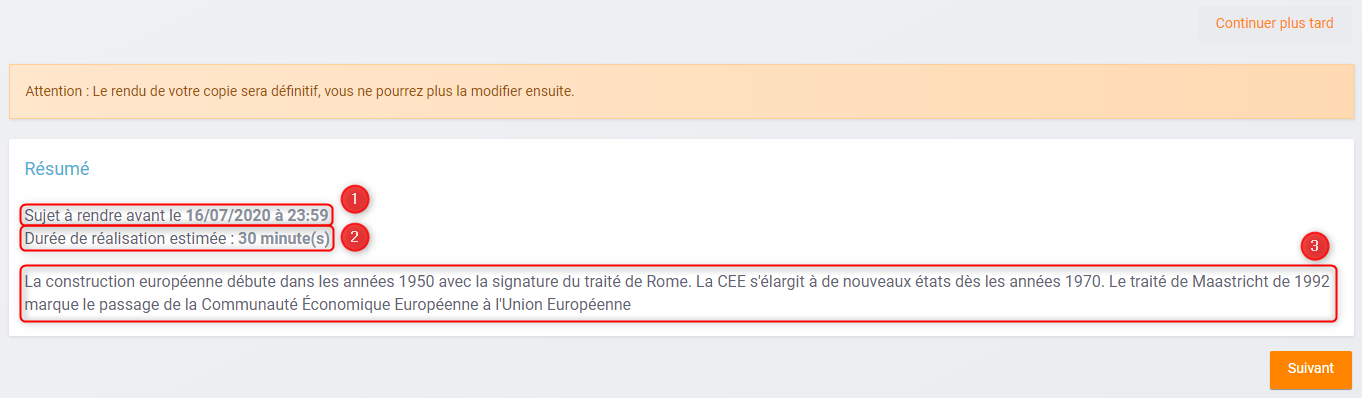 Continuer plus tard
Attention : Le rendu de votre copie sera définitif, vous ne pourrez plus la modifier ensuite.
Résumé
1
Sujet à rendre avant le 16/07/2020 à 23:59
Durée de réalisation estimée : 30 minute(s)
2
3
La construction européenne débute dans les années 1950 avec la signature du traité de Rome. La CEE s'élargit à de nouveaux états dès les années 1970. Le traité de Maastricht de 1992
marque le passage de la Communauté Économique Européenne à l'Union Européenne
Suivant